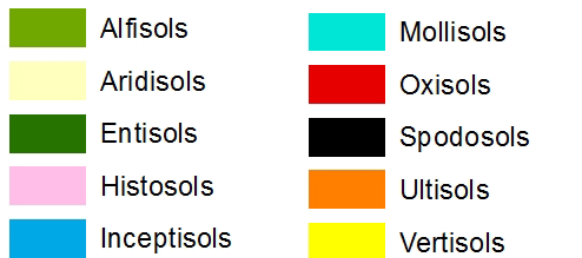 Alfisols
Aridisols
Entisols
Histosols
Inceptisols
Mollisols
Oxisols
Spodosols
Ultisols
Vertisols